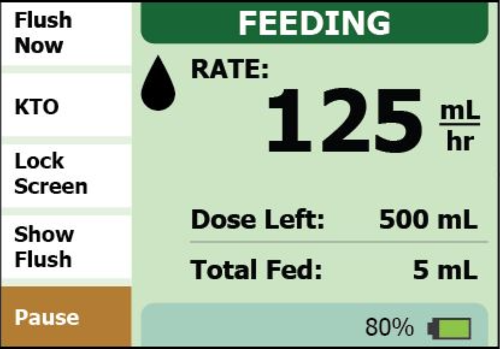 Flush
Now
KTO
Lock
Screen
Show
Flush
Pause
FEEDING
RATE:
125 mL
hr
Dose Left: 500 mL
Total Fed: 5 mL
80%